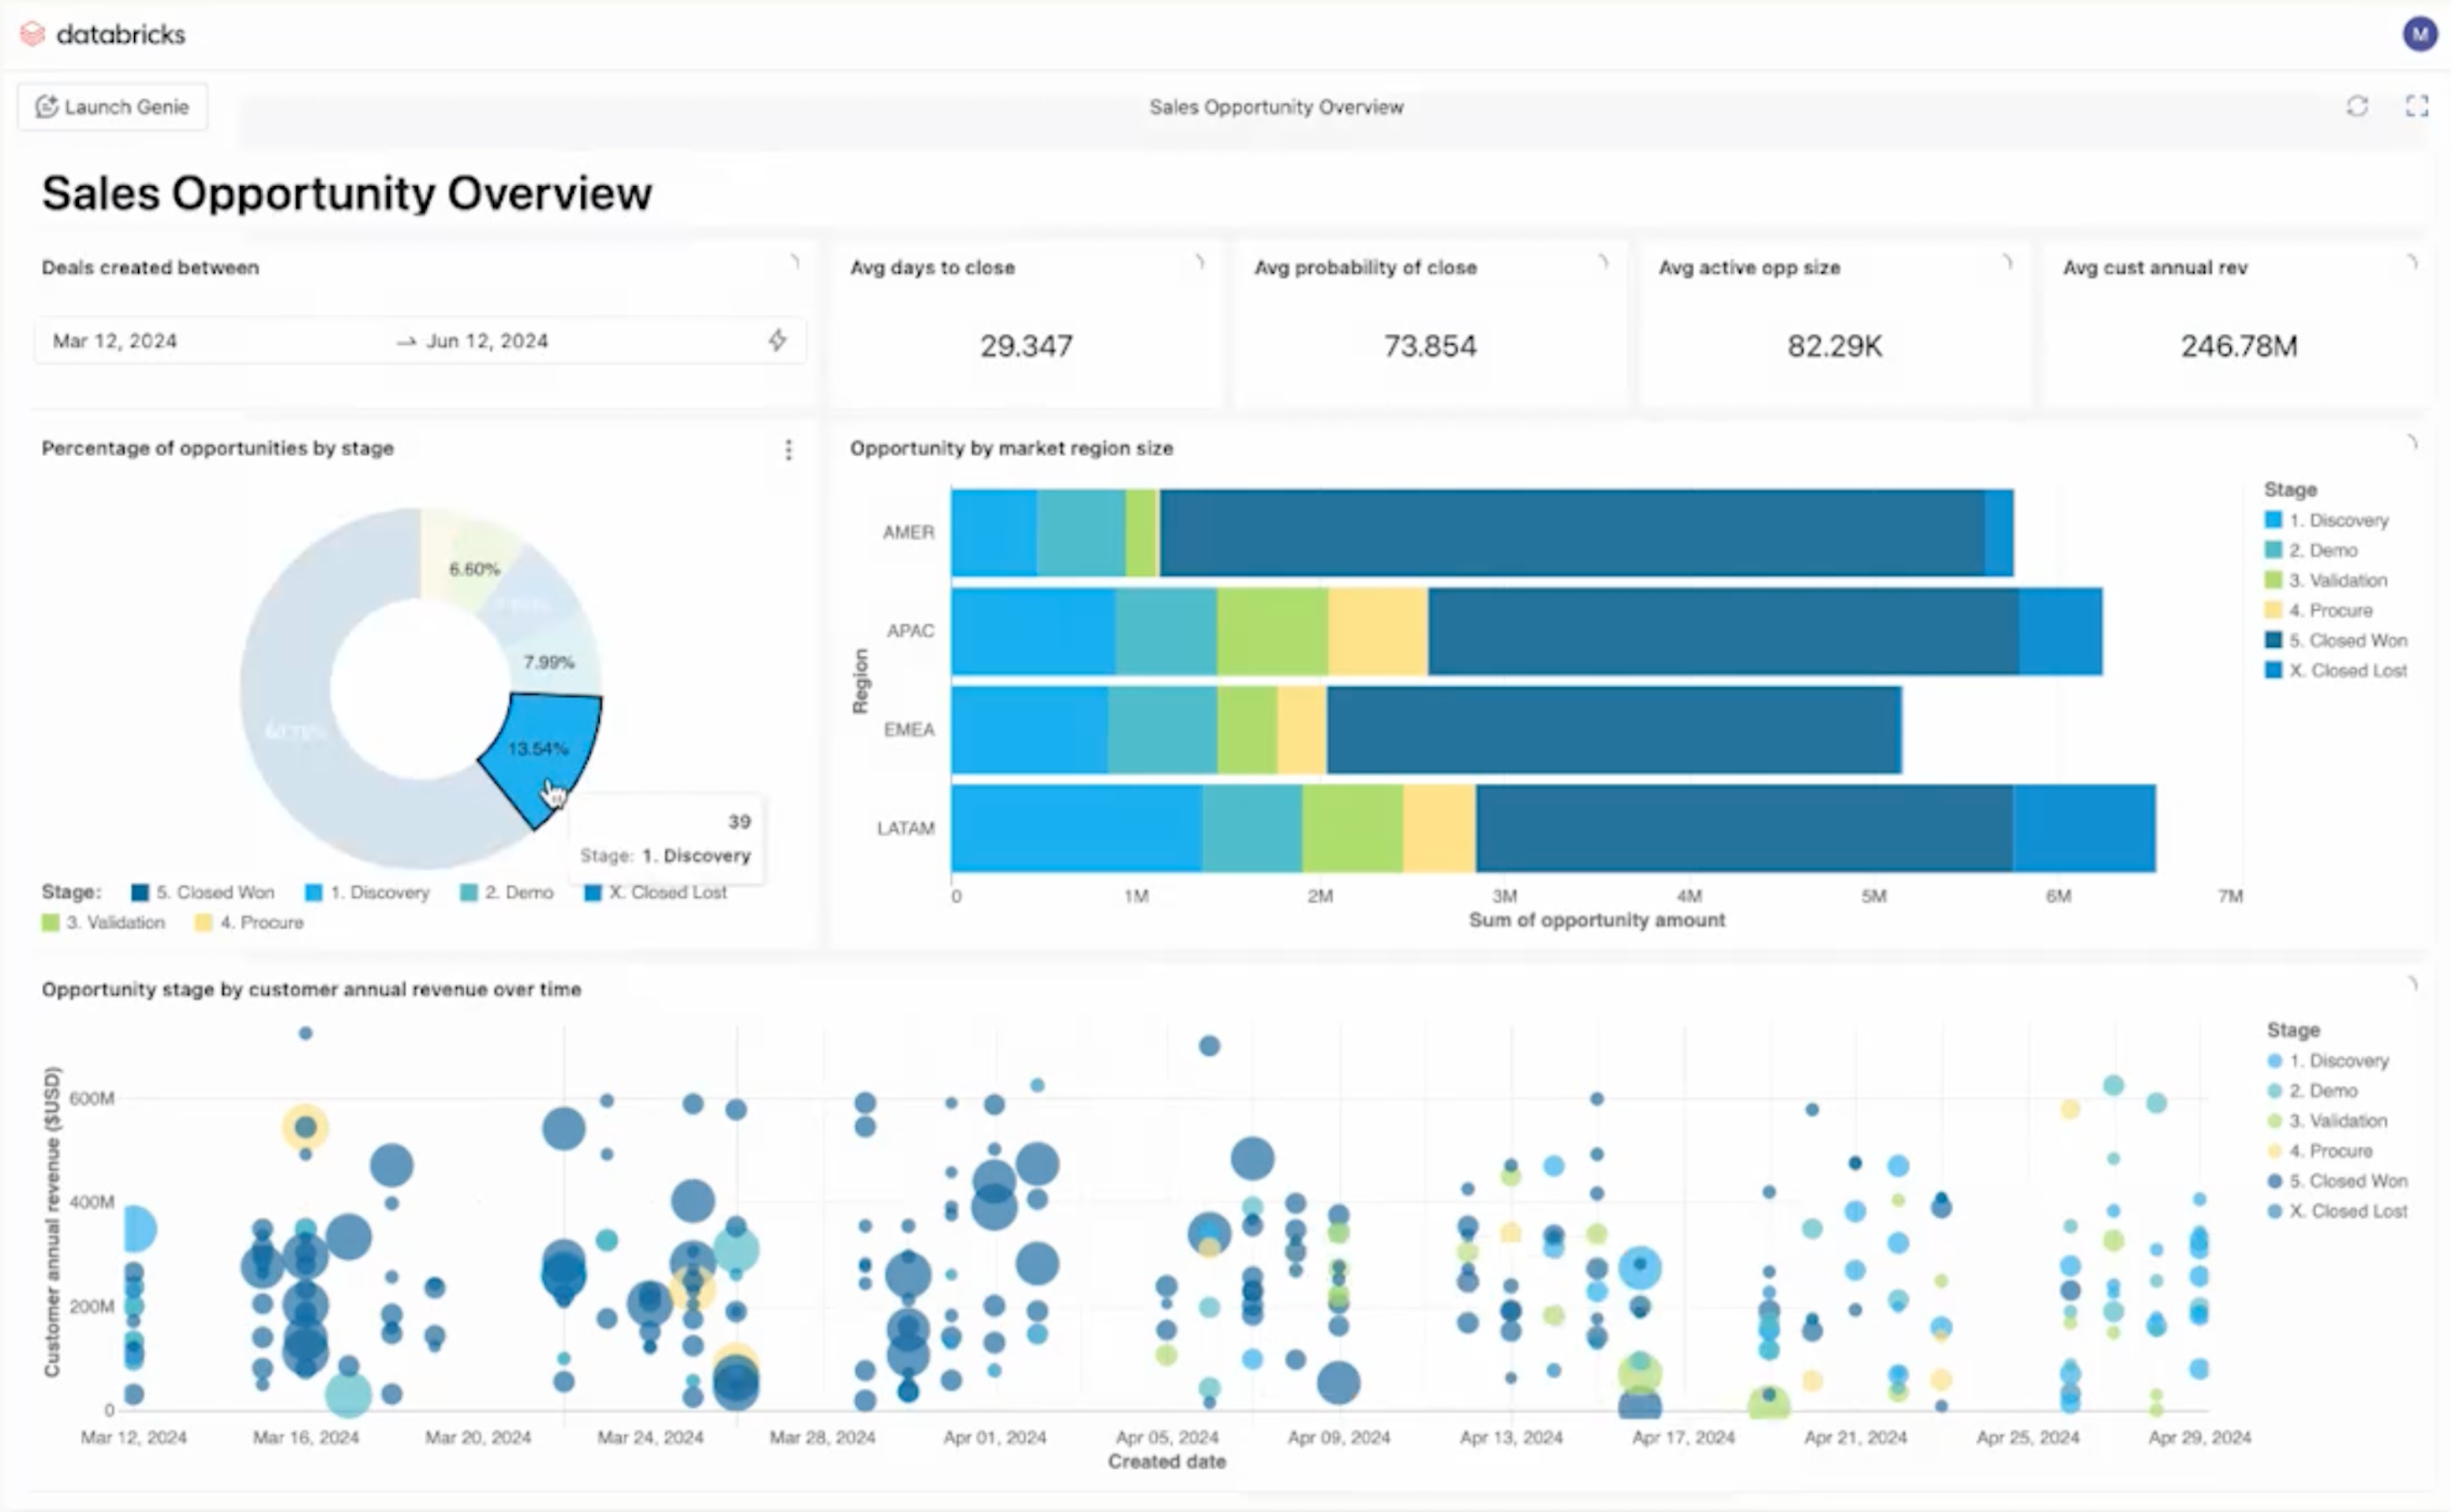 databricks
M
Launch Genie
Sales Opportunity Overview
Sales Opportunity Overview
Deals created between
Mar 12, 2024 → Jun 12, 2024
Avg days to close
29.347
Avg probability of close
73.854
Avg active opp size
82.29K
Avg cust annual rev
246.78M
Percentage of opportunities by stage
6.60%
7.99%
13.54%
39
Stage: 1. Discovery
Stage: 5. Closed Won 1. Discovery 2. Demo X. Closed Lost
3. Validation 4. Procure
Opportunity by market region size
Region
AMER
APAC
EMEA
LATAM
0 1M 2M 3M 4M 5M 6M 7M
Sum of opportunity amount
Stage
1. Discovery
2. Demo
3. Validation
4. Procure
5. Closed Won
X. Closed Lost
Opportunity stage by customer annual revenue over time
Customer annual revenue ($USD)
600M
400M
200M
0
Mar 12, 2024 Mar 16, 2024 Mar 20, 2024 Mar 24, 2024 Mar 28, 2024 Apr 01, 2024 Apr 05, 2024 Apr 09, 2024 Apr 13, 2024 Apr 17, 2024 Apr 21, 2024 Apr 25, 2024 Apr 29, 2024
Created date
Stage
1. Discovery
2. Demo
3. Validation
4. Procure
5. Closed Won
X. Closed Lost